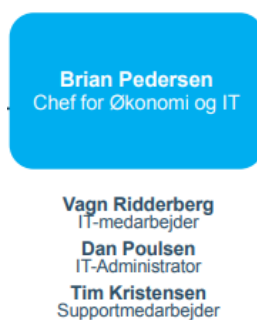 Brian Pedersen
Chef for Økonomi og IT
Vagn Ridderberg
IT-medarbejder
Dan Poulsen
IT-Administrator
Tim Kristensen
Supportmedarbejder